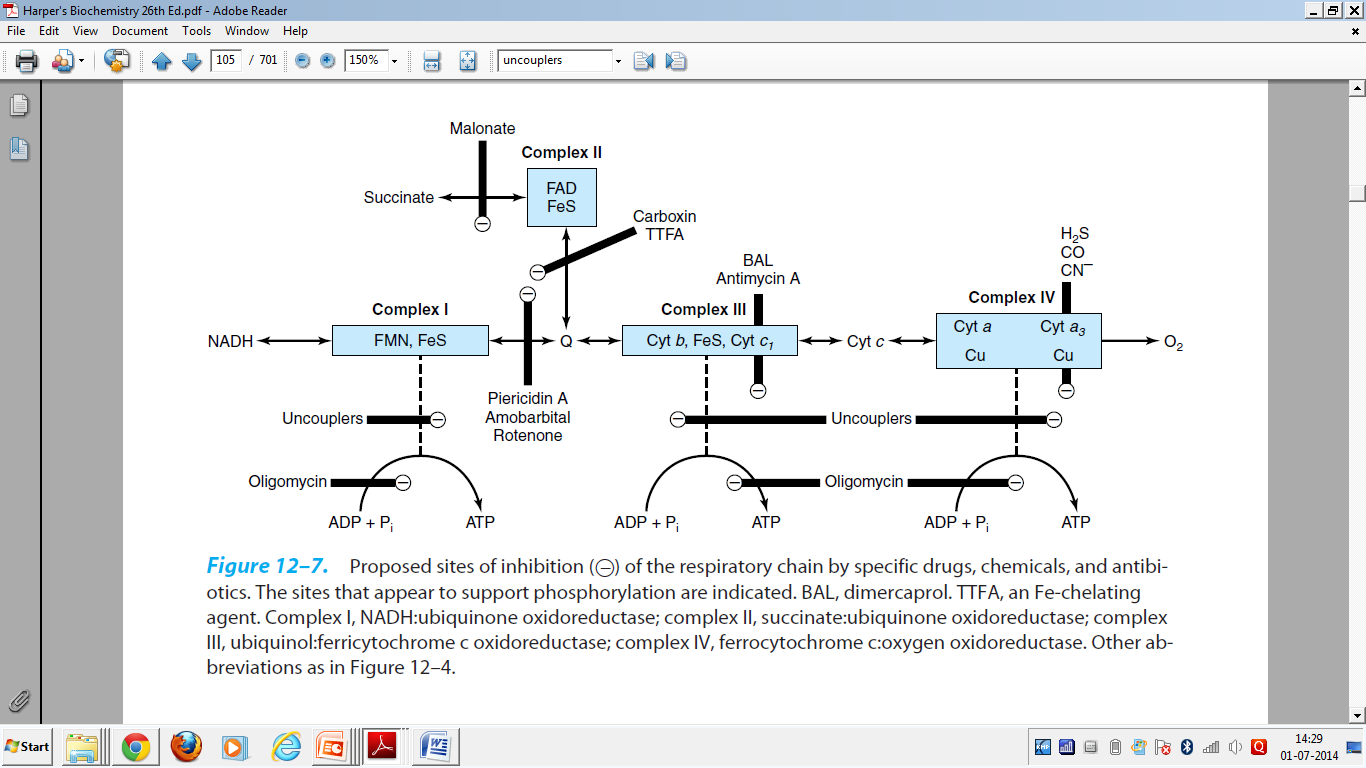 Harper's Biochemistry 26th Ed.pdf - Adobe Reader
File Edit View Document Tools Window Help
105 / 701 150% uncouplers
Malonate
Complex II
Succinate
FAD
FeS
Carboxin
TTFA
H2S
CO
CN−
BAL
Antimycin A
Complex I
Complex III
Complex IV
NADH
FMN, FeS
Q
Cyt b, FeS, Cyt c1
Cyt c
Cyt a
Cyt a3
Cu
Cu
O2
Piericidin A
Amobarbital
Rotenone
Uncouplers
Uncouplers
Oligomycin
Oligomycin
ADP + Pi
ATP
ADP + Pi
ATP
ADP + Pi
ATP
Figure 12–7. Proposed sites of inhibition (−) of the respiratory chain by specific drugs, chemicals, and antibi-
otics. The sites that appear to support phosphorylation are indicated. BAL, dimercaprol. TTFA, an Fe-chelating
agent. Complex I, NADH:ubiquinone oxidoreductase; complex II, succinate:ubiquinone oxidoreductase; complex
III, ubiquinol:ferricytochrome c oxidoreductase; complex IV, ferrocytochrome c:oxygen oxidoreductase. Other ab-
breviations as in Figure 12–4.
Start
KMP
14:29
01-07-2014